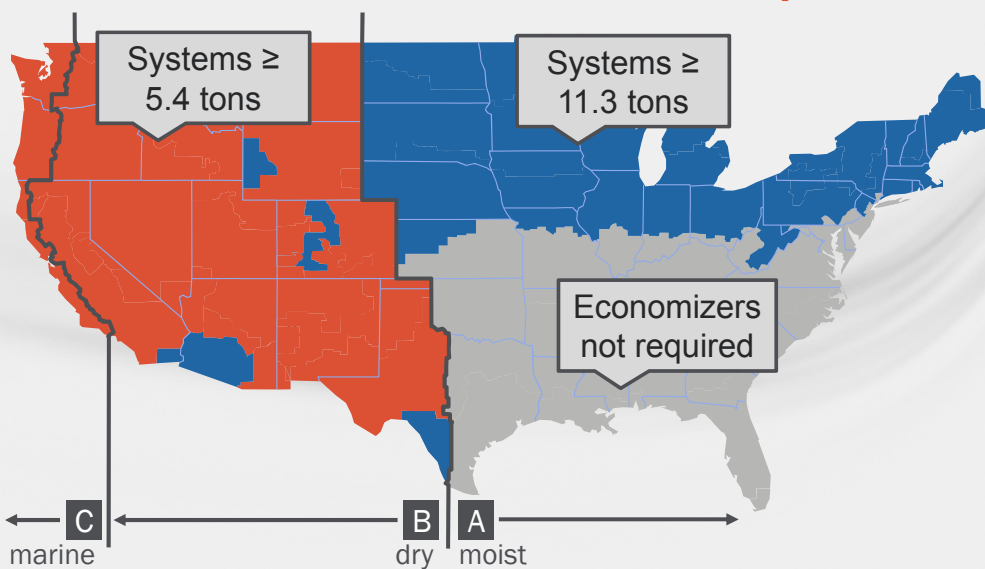 Systems ≥
5.4 tons
Systems ≥
11.3 tons
Economizers
not required
C
B
A
marine
dry
moist